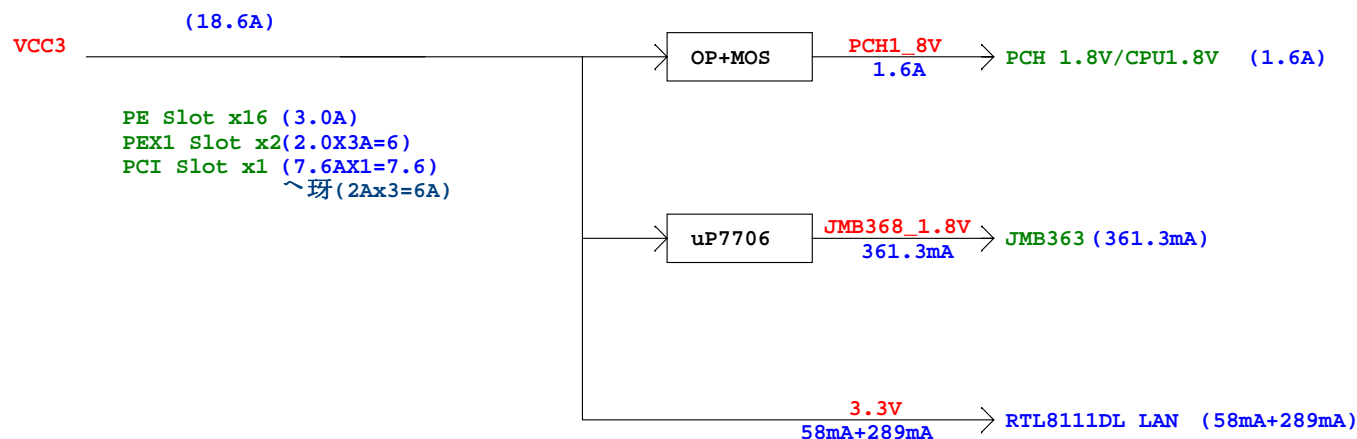 (18.6A)
VCC3
OP+MOS
PCH1_8V
1.6A
PCH 1.8V/CPU1.8V (1.6A)
PE Slot x16 (3.0A)
PEX1 Slot x2(2.0X3A=6)
PCI Slot x1 (7.6AX1=7.6)
へ玡(2Ax3=6A)
uP7706
JMB368_1.8V
361.3mA
JMB363 (361.3mA)
3.3V
58mA+289mA
RTL8111DL LAN (58mA+289mA)